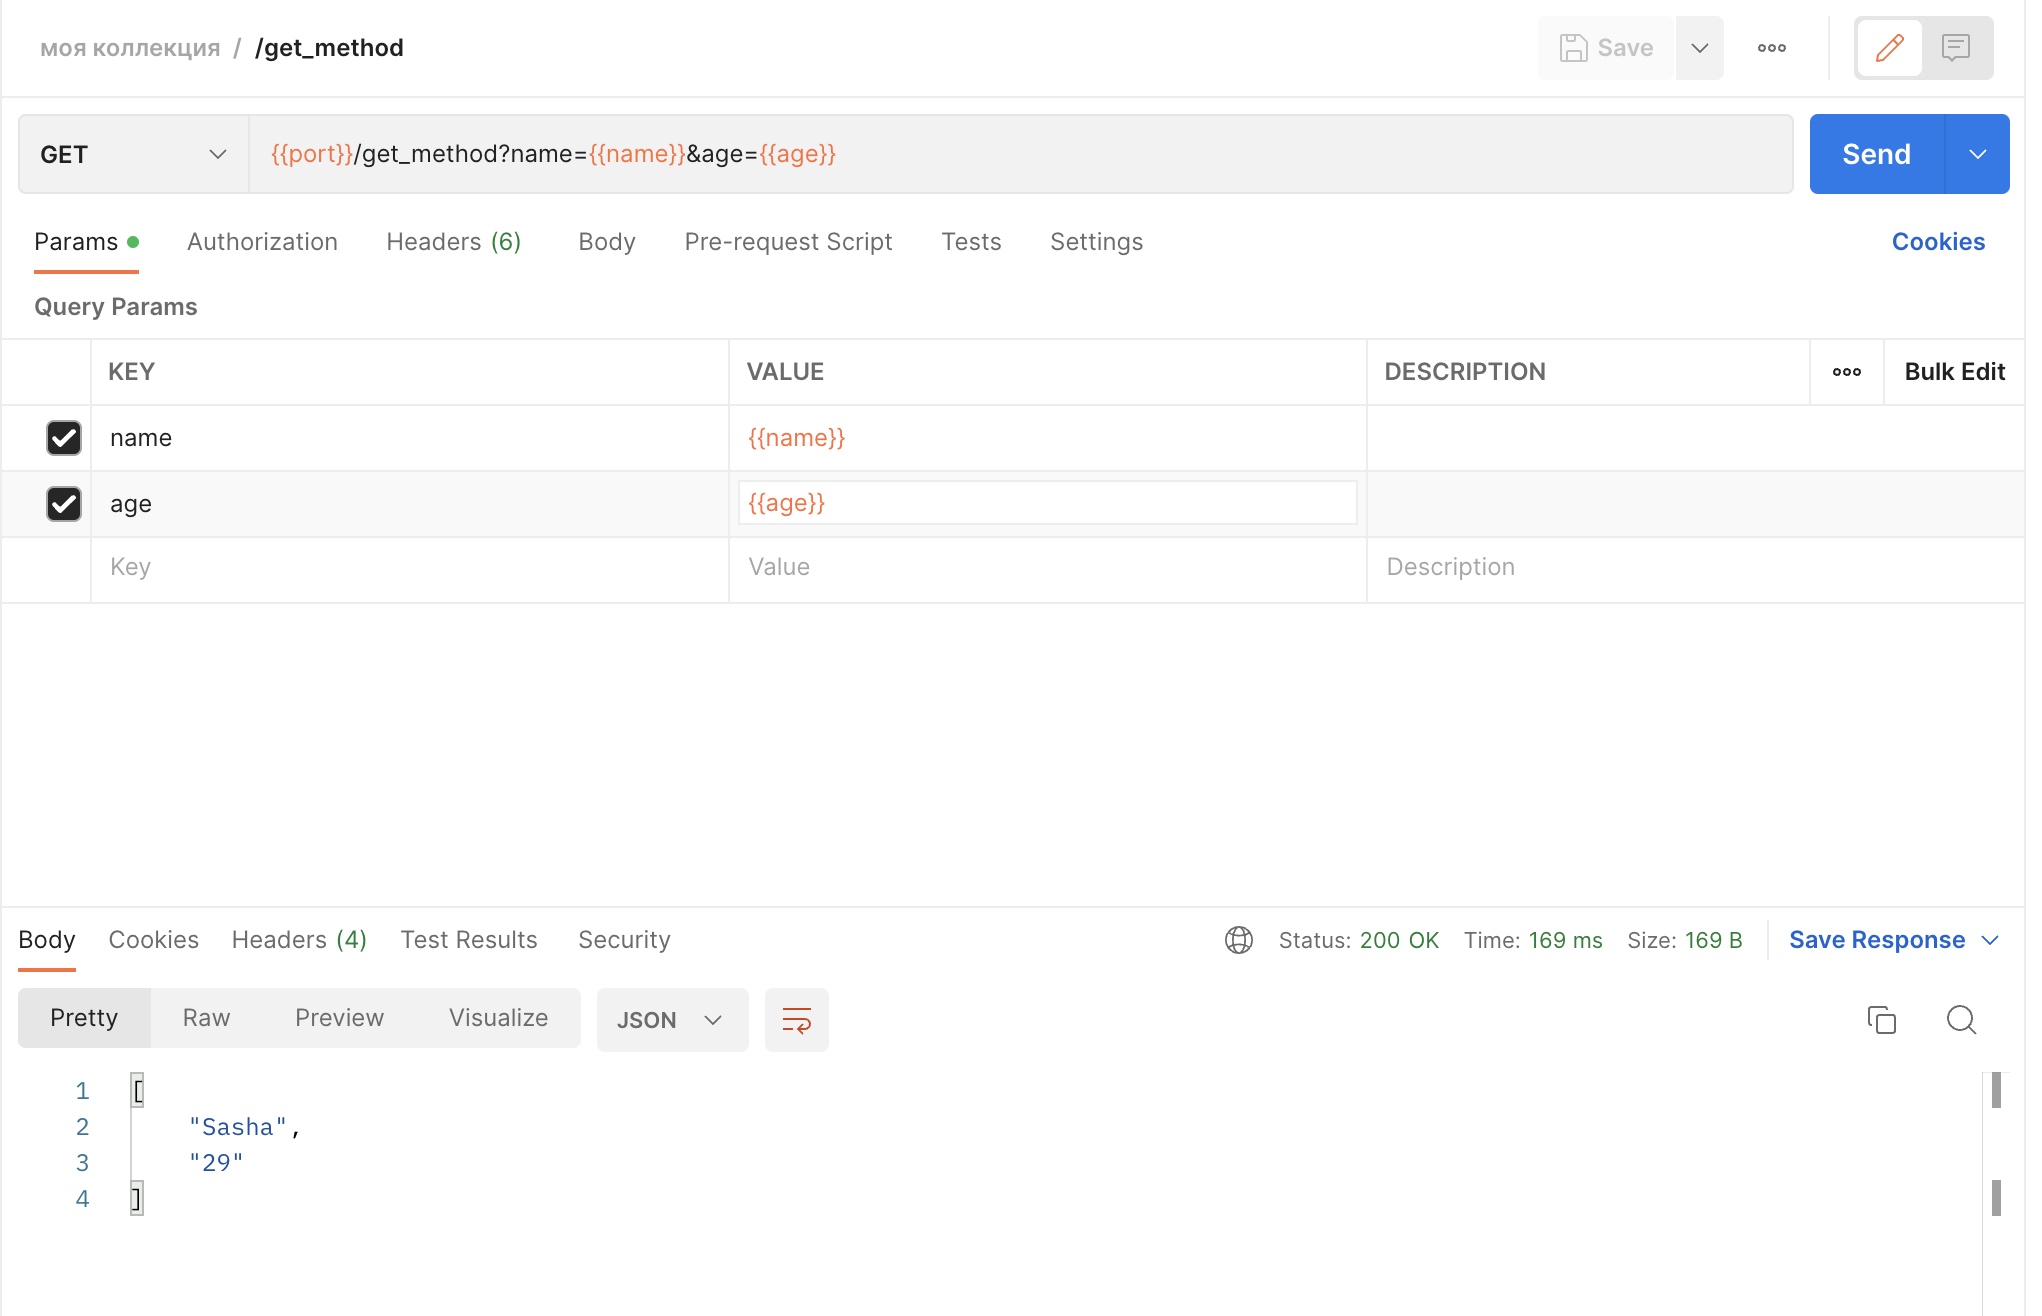 моя коллекция / /get_method
Save
GET
{{port}}/get_method?name={{name}}&age={{age}}
Send
Params Authorization Headers (6) Body Pre-request Script Tests Settings Cookies
Query Params
KEY VALUE DESCRIPTION Bulk Edit
name {{name}}
age {{age}}
Key Value Description
Body Cookies Headers (4) Test Results Security Status: 200 OK Time: 169 ms Size: 169 B Save Response
Pretty Raw Preview Visualize JSON
1 [
2 "Sasha",
3 "29"
4 ]